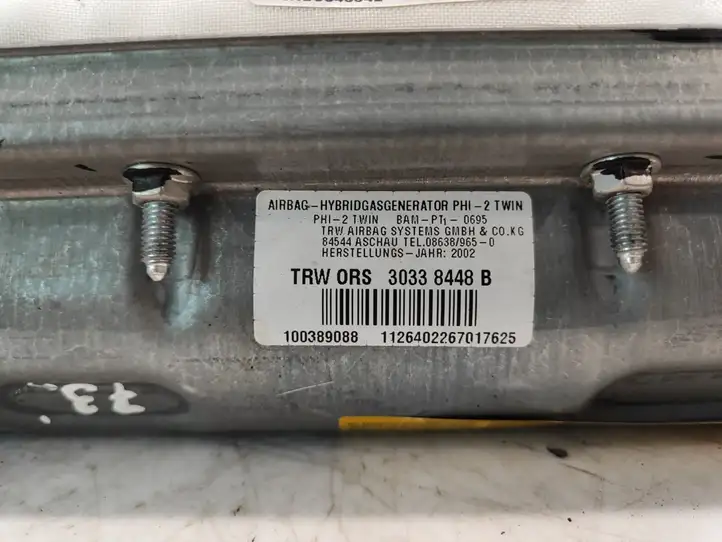 AIRBAG-HYBRIDGASGENERATOR PHI-2 TWIN
PHI-2 TWIN BAM-PT1- 0695
TRW AIRBAG SYSTEMS GMBH & CO.KG
84544 ASCHAU TEL.08638/965-0
HERSTELLUNGS-JAHR: 2002
TRW ORS 3033 8448 B
100389088 1126402267017625
73